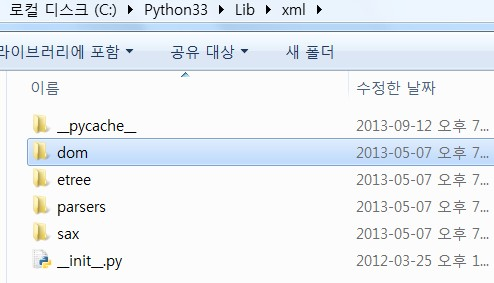 로컬 디스크 (C:) ▸ Python33 ▸ Lib ▸ xml ▸
라이브러리에 포함 ▾ 공유 대상 ▾ 새 폴더
이름 수정한 날짜
__pycache__ 2013-09-12 오후 7...
dom 2013-05-07 오후 7...
etree 2013-05-07 오후 7...
parsers 2013-05-07 오후 7...
sax 2013-05-07 오후 7...
__init__.py 2012-03-25 오후 1...